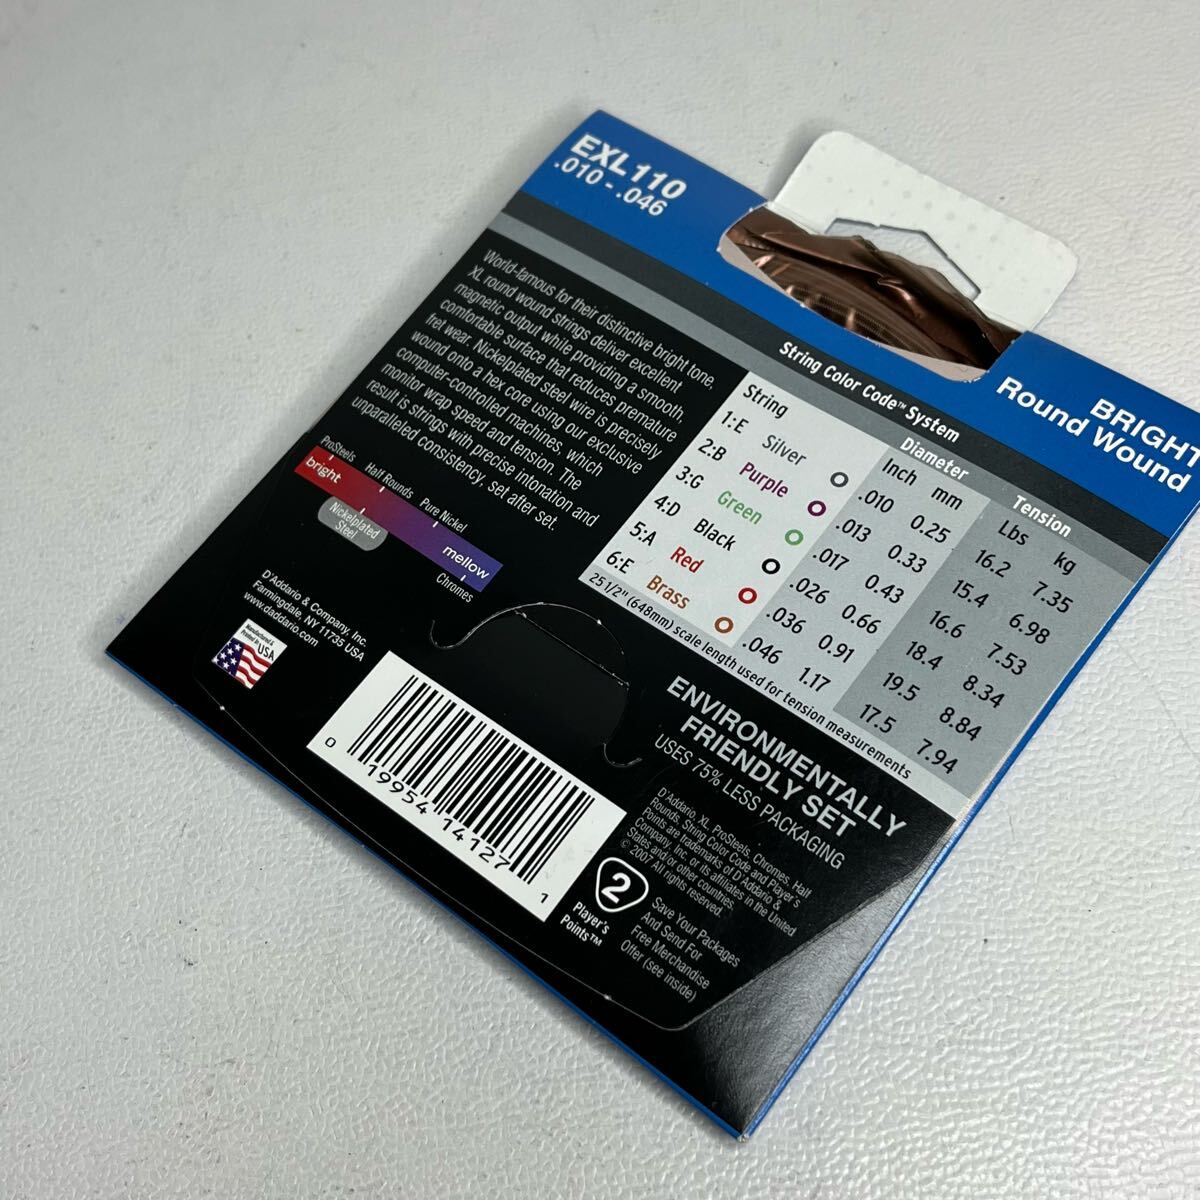 EXL110
.010 - .046
BRIGHT
Round Wound
World-famous for their distinctive bright tone,
XL round wound strings deliver excellent
magnetic output while providing a smooth,
comfortable surface that reduces premature
fret wear. Nickelplated steel wire is precisely
wound onto a hex core using our exclusive
computer-controlled machines, which
monitor wrap speed and tension. The
result is strings with precise intonation and
unparalleled consistency, set after set.
ProSteels
Half Rounds
Pure Nickel
bright
mellow
Nickelplated
Steel
Chromes
String Color Code™ System
String Diameter Tension
Inch mm Lbs kg
1:E Silver .010 0.25 16.2 7.35
2:B Purple .013 0.33 15.4 6.98
3:G Green .017 0.43 16.6 7.53
4:D Black .026 0.66 18.4 8.34
5:A Red .036 0.91 19.5 8.84
6:E Brass .046 1.17 17.5 7.94
25 1/2" (648mm) scale length used for tension measurements
D'Addario & Company, Inc.
Farmingdale, NY 11735 USA
www.daddario.com
Manufactured &
Printed in USA
0 19954 14127 1
ENVIRONMENTALLY
FRIENDLY SET
USES 75% LESS PACKAGING
D'Addario, XL, ProSteels, Chromes, Half
Rounds, String Color Code and Player's
Points are trademarks of D'Addario &
Company, Inc. or its affiliates in the United
States and/or other countries.
© 2007 All rights reserved.
2
Player's
Points™
Save Your Packages
And Send For
Free Merchandise
Offer (see inside)